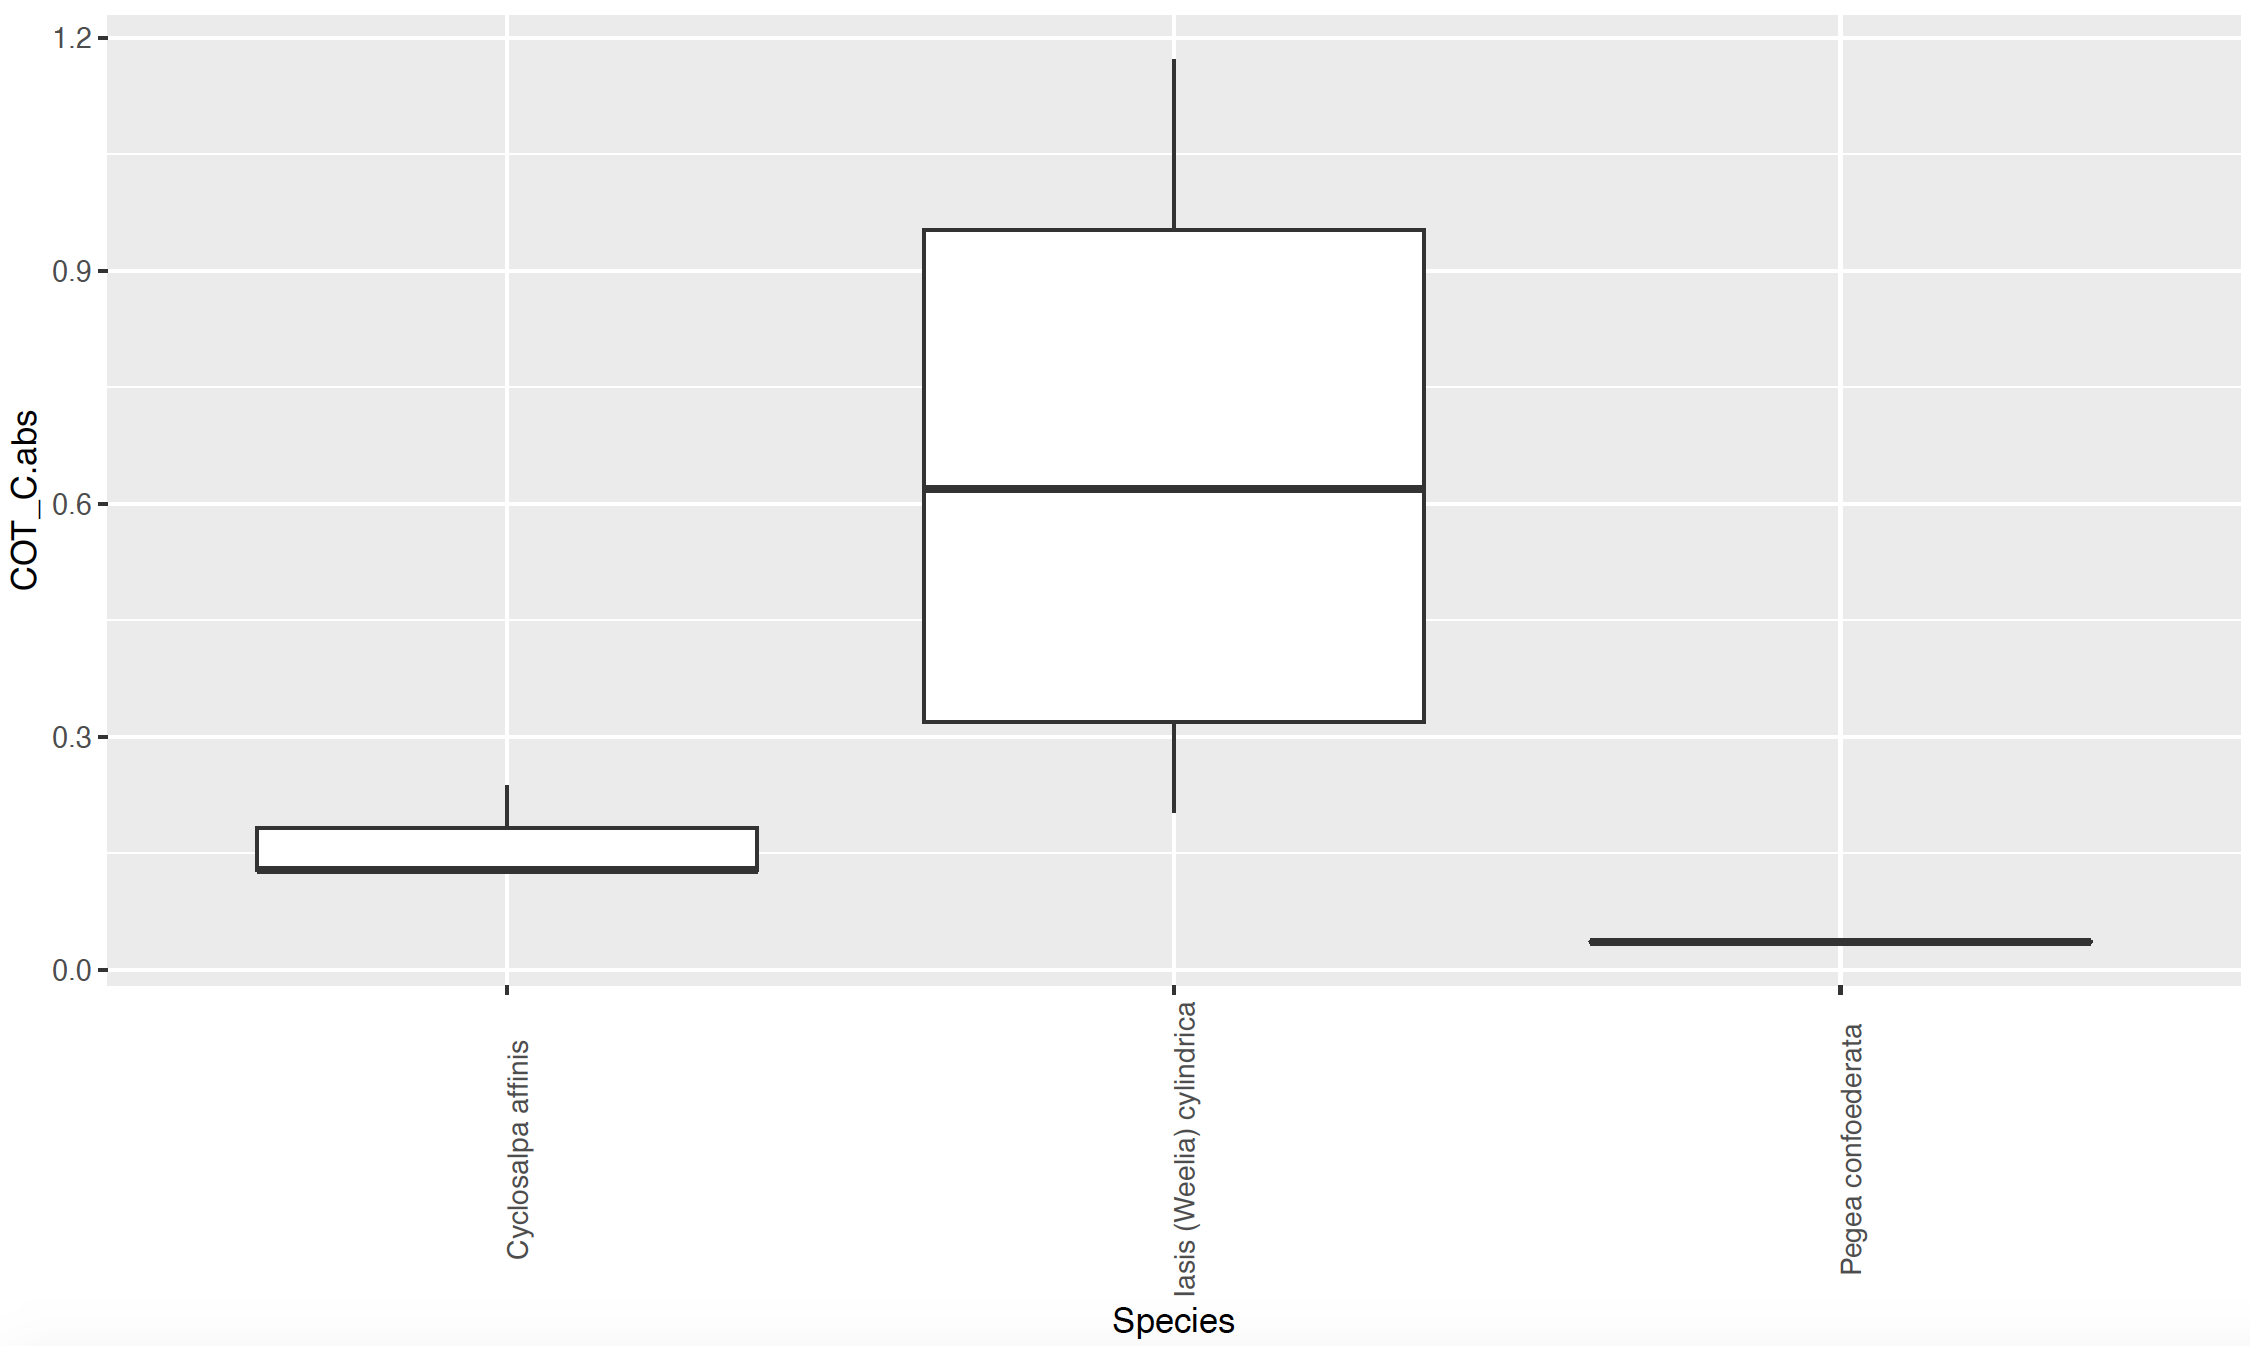 1.2
0.9
0.6
0.3
0.0
COT_C.abs
Cyclosalpa affinis
Iasis (Weelia) cylindrica
Pegea confoederata
Species